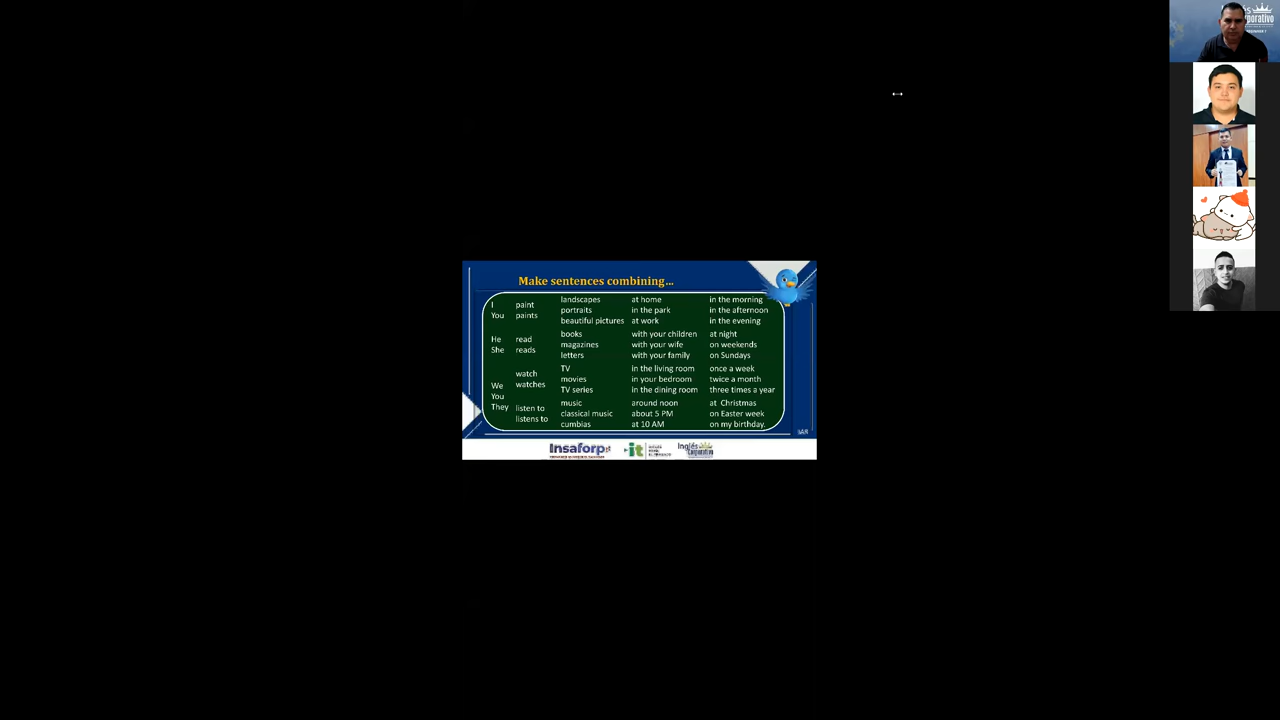 Make sentences combining...
I paint landscapes at home in the morning
You paints portraits in the park in the afternoon
beautiful pictures at work in the evening
He read books with your children at night
She reads magazines with your wife on weekends
letters with your family on Sundays
watch TV in the living room once a week
We watches movies in your bedroom twice a month
You TV series in the dining room three times a year
They listen to music around noon at Christmas
listens to classical music about 5 PM on Easter week
cumbias at 10 AM on my birthday.
Insaforp it Inglés Corporativo